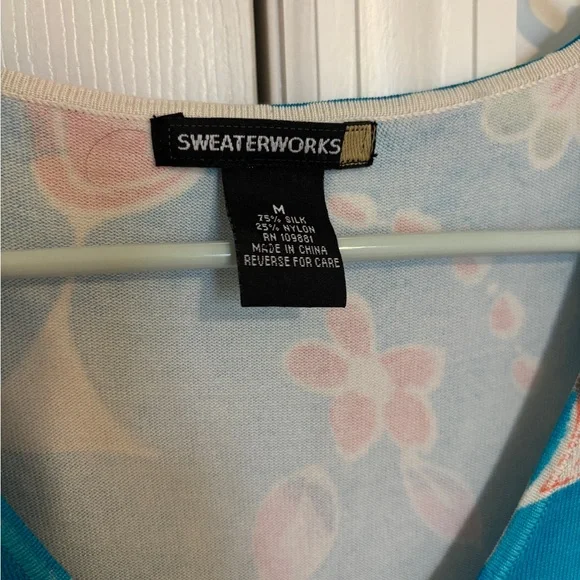 SWEATERWORKS
M
75% SILK
25% NYLON
RN 109881
MADE IN CHINA
REVERSE FOR CARE